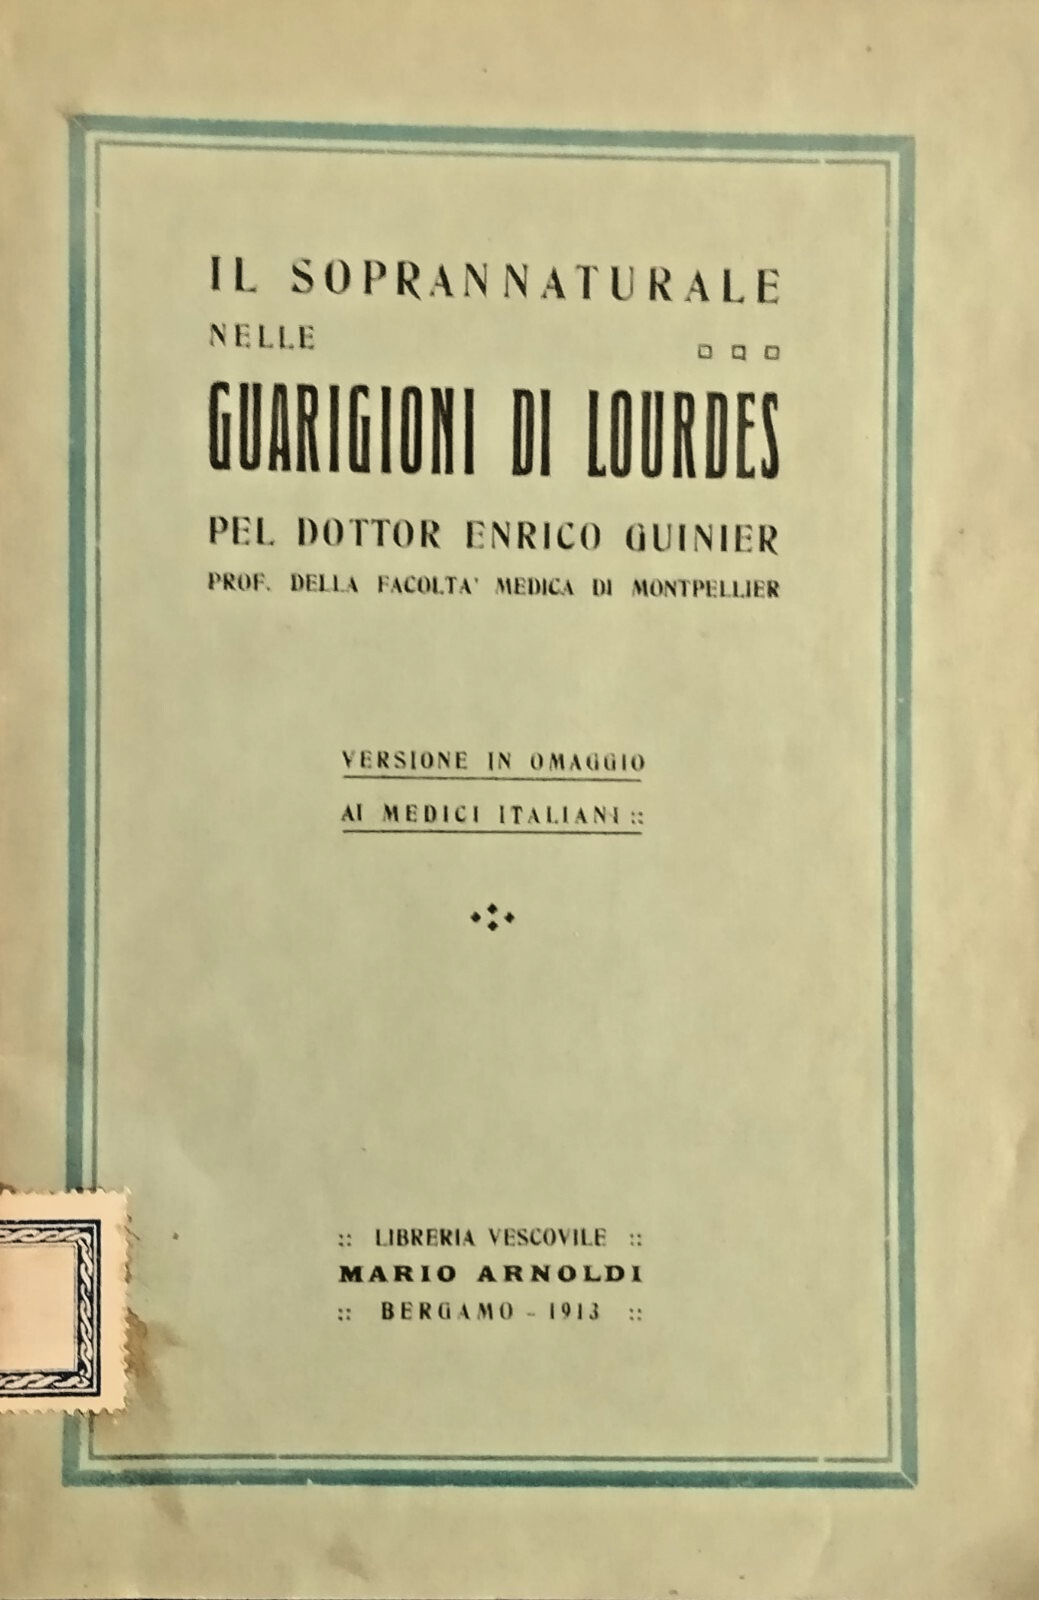 IL SOPRANNATURALE
NELLE
GUARIGIONI DI LOURDES
PEL DOTTOR ENRICO GUINIER
PROF. DELLA FACOLTA' MEDICA DI MONTPELLIER
VERSIONE IN OMAGGIO
AI MEDICI ITALIANI ::
:: LIBRERIA VESCOVILE ::
MARIO ARNOLDI
:: BERGAMO - 1913 ::